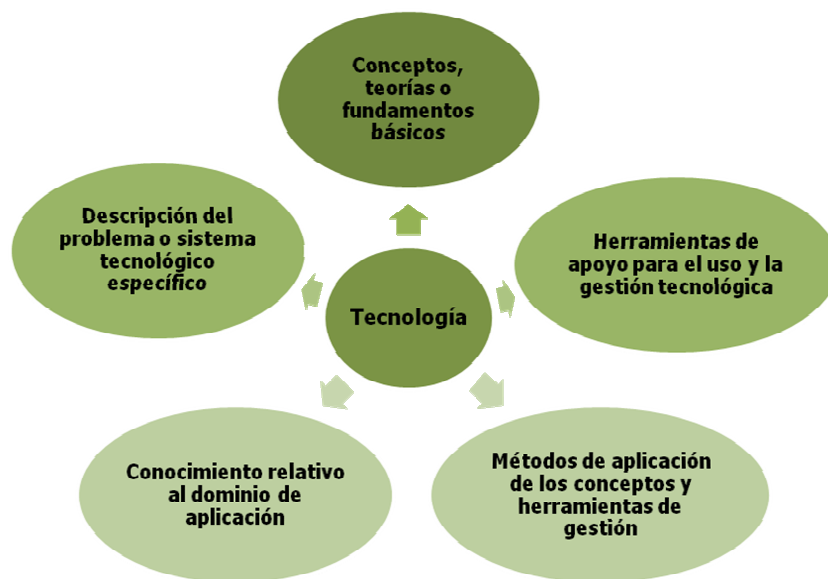 Conceptos,
teorías o
fundamentos
básicos
Descripción del
problema o sistema
tecnológico
específico
Herramientas de
apoyo para el uso y la
gestión tecnológica
Tecnología
Conocimiento relativo
al dominio de
aplicación
Métodos de aplicación
de los conceptos y
herramientas de
gestión